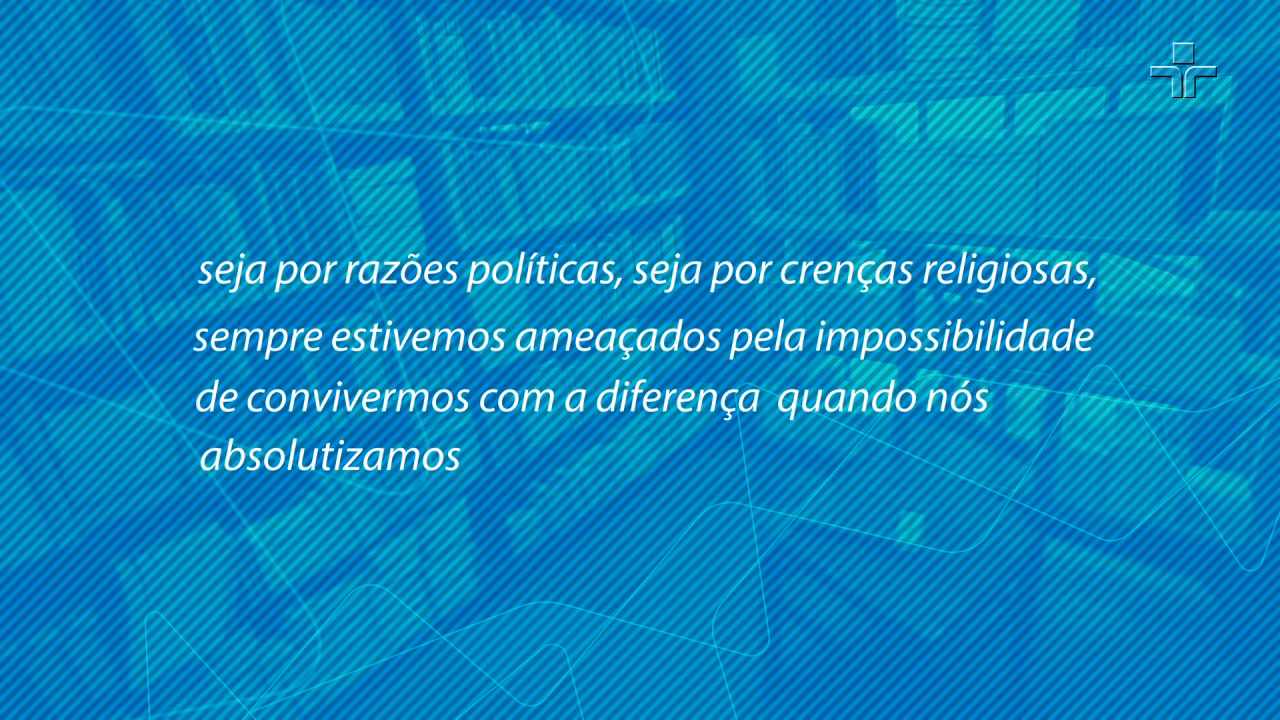 seja por razões políticas, seja por crenças religiosas,
sempre estivemos ameaçados pela impossibilidade
de convivermos com a diferença quando nós
absolutizamos